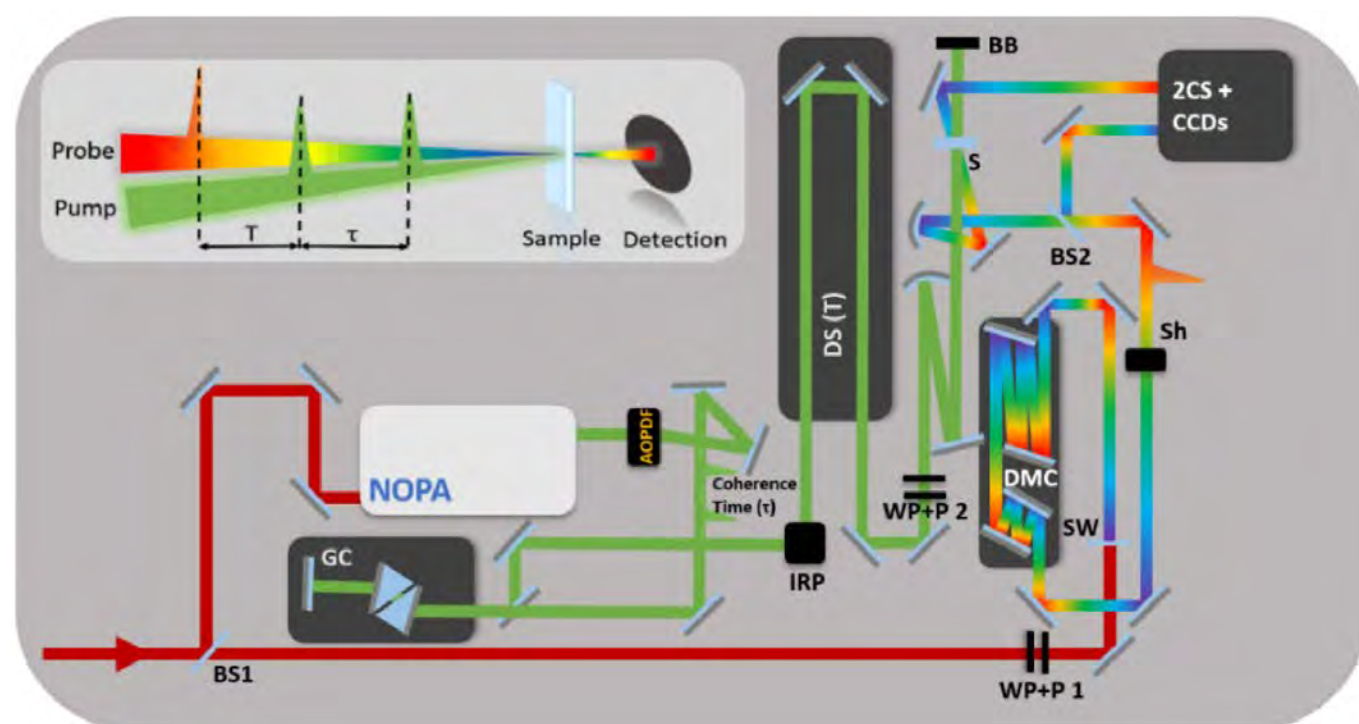 Probe
Pump
T
τ
Sample
Detection
BB
2CS +
CCDs
S
BS2
DS (T)
Sh
NOPA
AOPDF
Coherence
Time (τ)
WP+P 2
DMC
SW
GC
IRP
BS1
WP+P 1